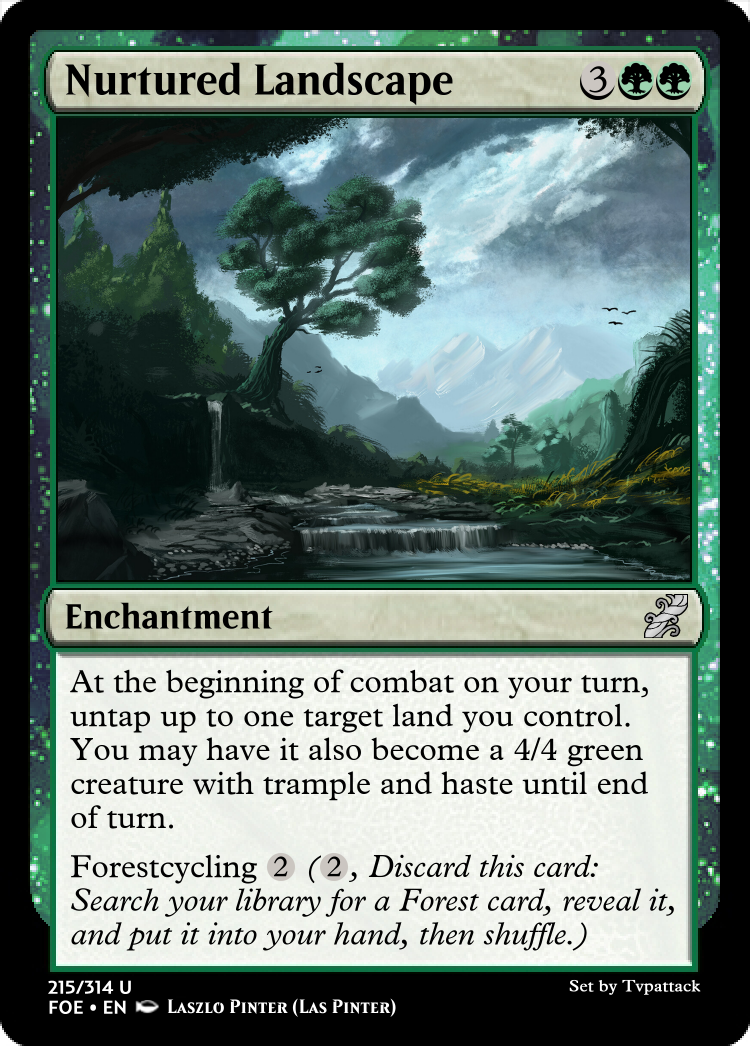 Nurtured Landscape 3
Enchantment
At the beginning of combat on your turn,
untap up to one target land you control.
You may have it also become a 4/4 green
creature with trample and haste until end
of turn.
Forestcycling 2 (2, Discard this card:
Search your library for a Forest card, reveal it,
and put it into your hand, then shuffle.)
215/314 U
Set by Tvpattack
FOE • EN Laszlo Pinter (Las Pinter)